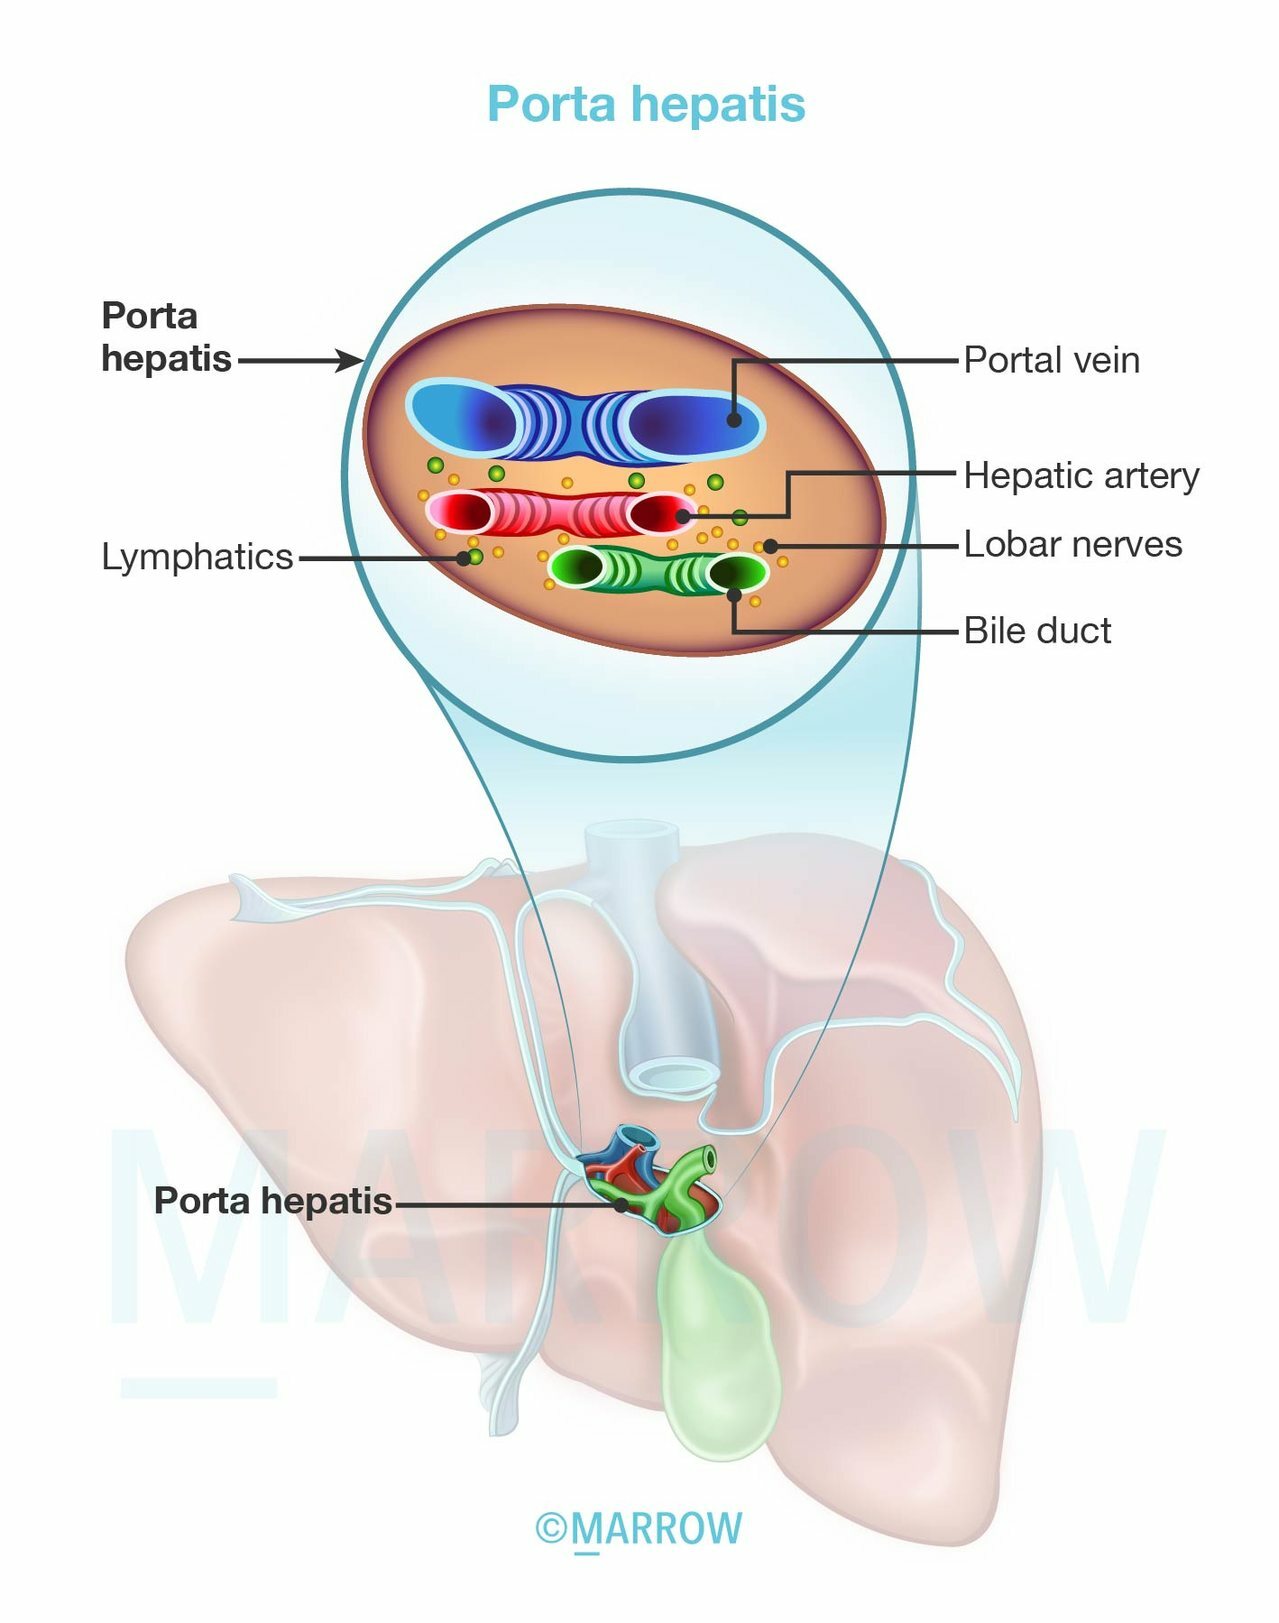 Porta hepatis
Porta
hepatis
Portal vein
Hepatic artery
Lobar nerves
Lymphatics
Bile duct
MARROW
Porta hepatis
©MARROW